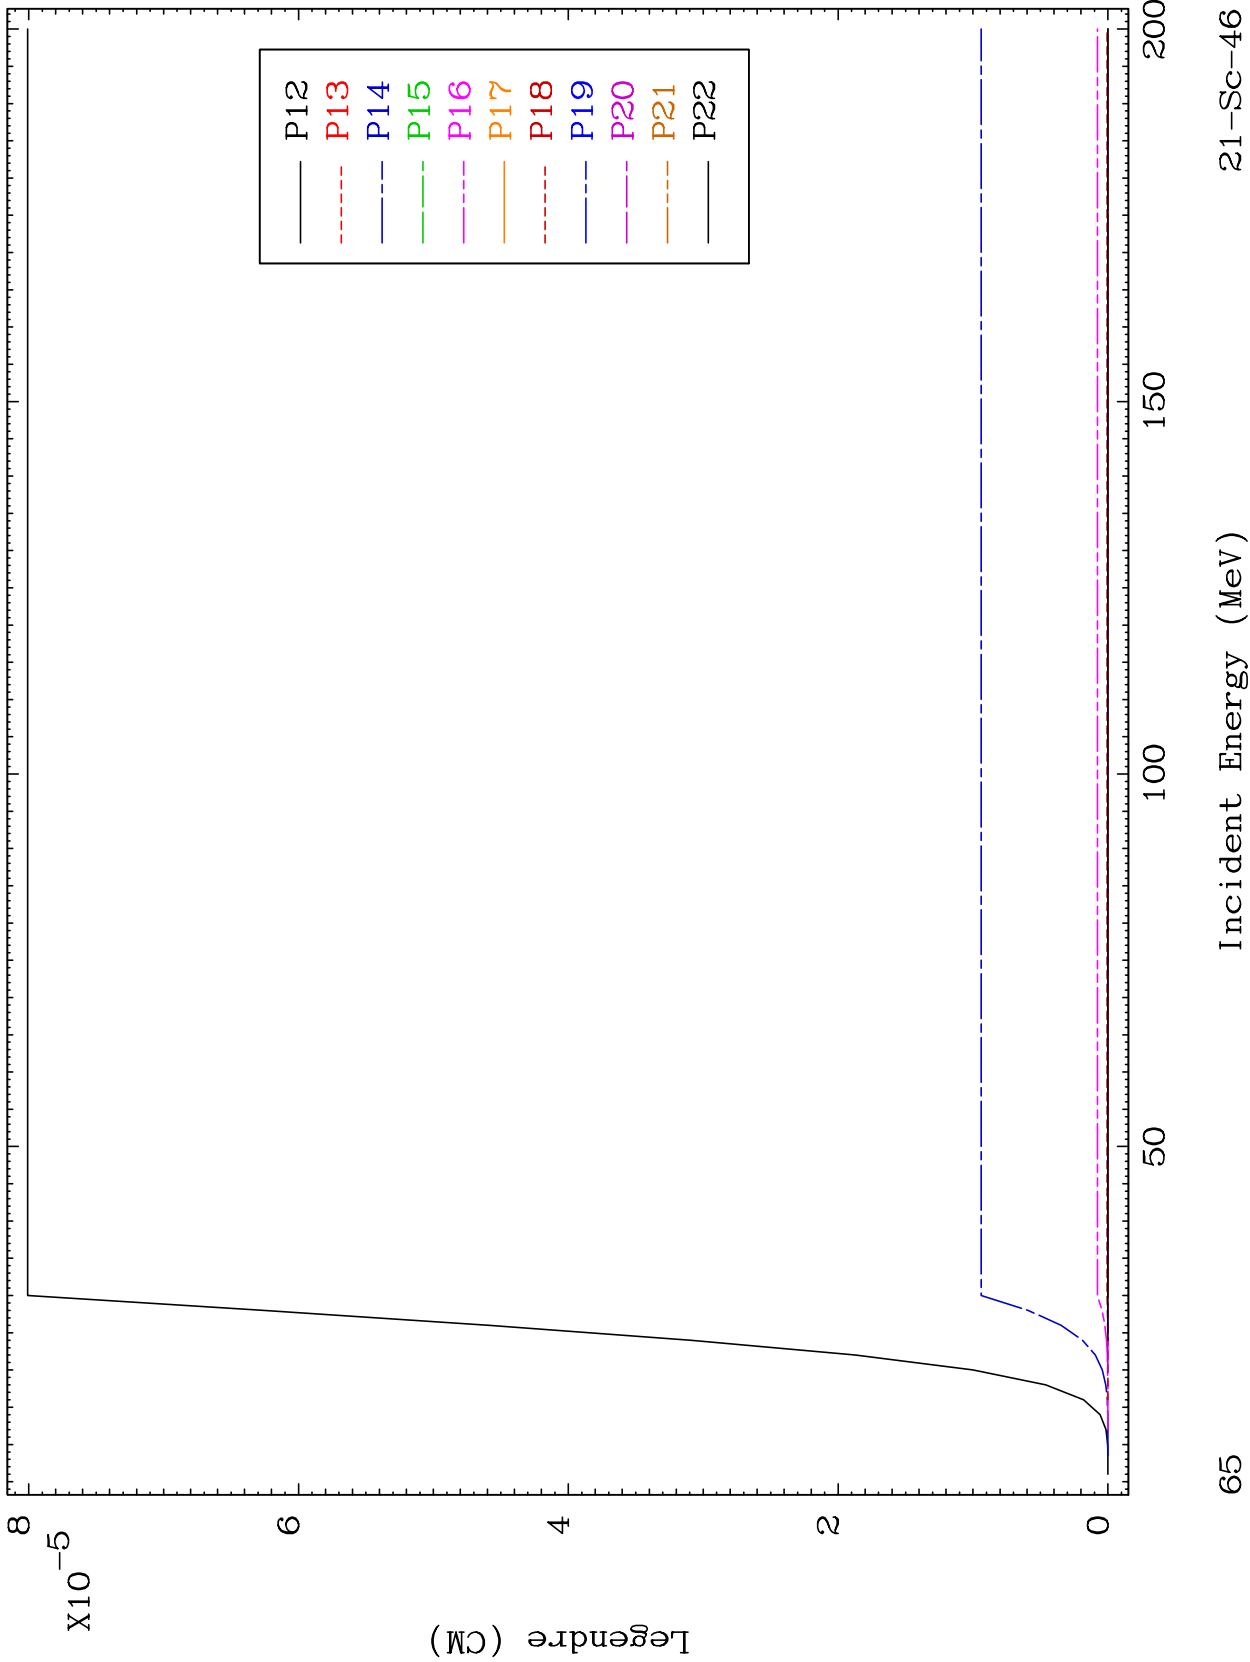 8
6
4
2
0
X10
-5
Legendre (CM)
P12
P13
P14
P15
P16
P17
P18
P19
P20
P21
P22
50
100
150
200
Incident Energy (MeV)
65
21-Sc-46